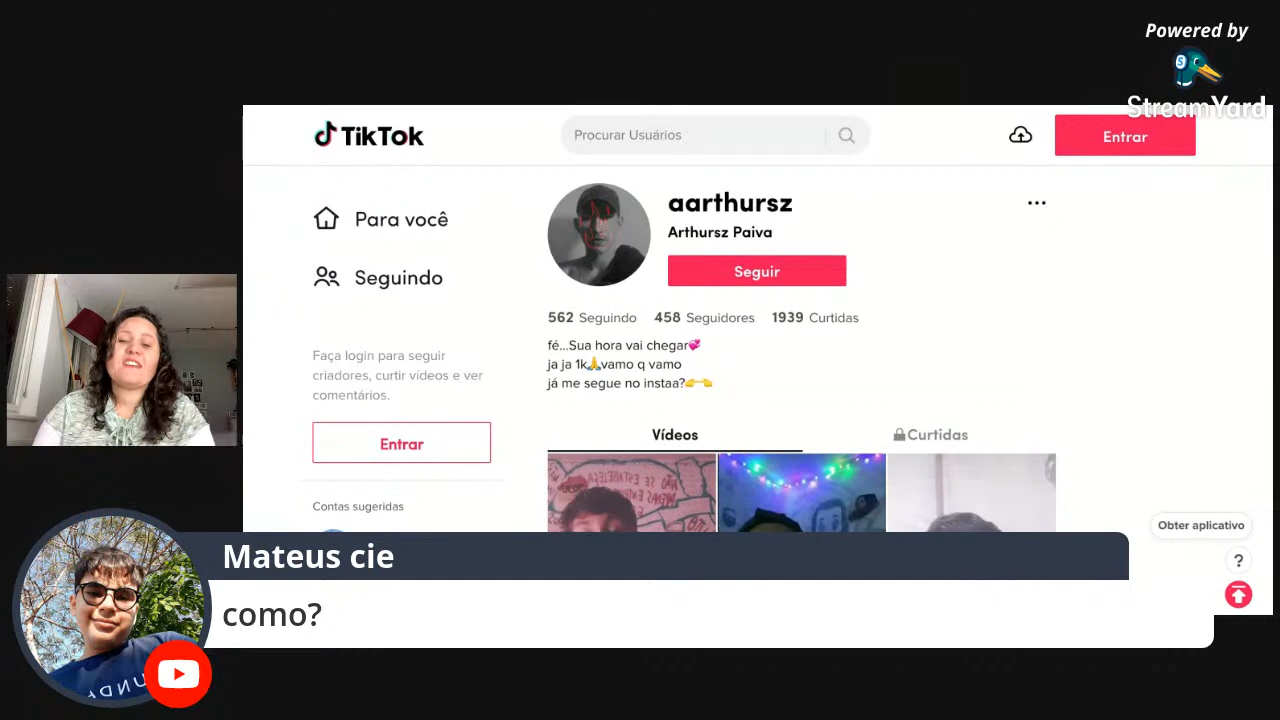 Powered by
StreamYard
TikTok
Procurar Usuários
Entrar
Para você
Seguindo
Faça login para seguir
criadores, curtir vídeos e ver
comentários.
Entrar
Contas sugeridas
aarthursz
Arthursz Paiva
Seguir
562 Seguindo 458 Seguidores 1939 Curtidas
fé...Sua hora vai chegar💞
ja ja 1k🙏vamo q vamo
já me segue no instaa?👉👈
Vídeos
Curtidas
Obter aplicativo
?
Mateus cie
como?